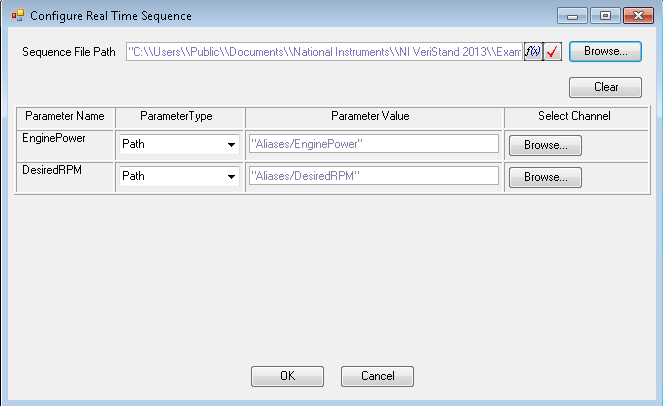 Configure Real Time Sequence
Sequence File Path "C:\\Users\\Public\\Documents\\National Instruments\\NI VeriStand 2013\\Exam f(x) Browse...
Clear
Parameter Name ParameterType Parameter Value Select Channel
EnginePower Path "Aliases/EnginePower" Browse...
DesiredRPM Path "Aliases/DesiredRPM" Browse...
OK Cancel